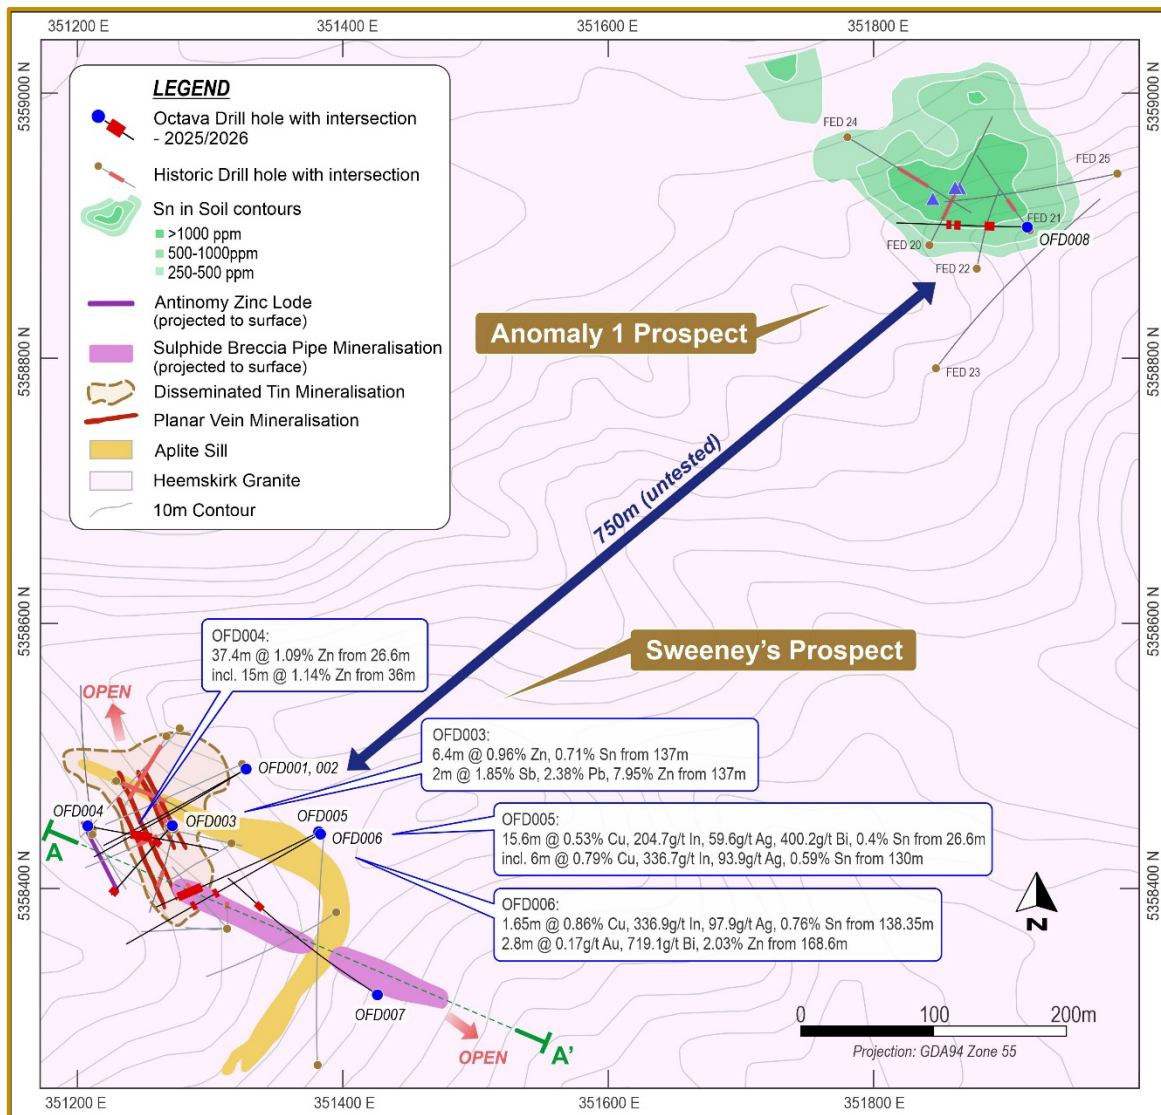 351200 E
351400 E
351600 E
351800 E
5359000 N
5359000 N
LEGEND
Octava Drill hole with intersection
- 2025/2026
Historic Drill hole with intersection
Sn in Soil contours
>1000 ppm
500-1000ppm
250-500 ppm
Antinomy Zinc Lode
(projected to surface)
Sulphide Breccia Pipe Mineralisation
(projected to surface)
Disseminated Tin Mineralisation
Planar Vein Mineralisation
Aplite Sill
Heemskirk Granite
10m Contour
FED 24
FED 25
FED 21
FED 20
OFD008
FED 22
Anomaly 1 Prospect
5358800 N
5358800 N
FED 23
750m (untested)
5358600 N
5358600 N
OFD004:
37.4m @ 1.09% Zn from 26.6m
incl. 15m @ 1.14% Zn from 36m
Sweeney's Prospect
OPEN
OFD003:
6.4m @ 0.96% Zn, 0.71% Sn from 137m
2m @ 1.85% Sb, 2.38% Pb, 7.95% Zn from 137m
OFD001, 002
OFD004
OFD003
OFD005
OFD006
OFD005:
15.6m @ 0.53% Cu, 204.7g/t In, 59.6g/t Ag, 400.2g/t Bi, 0.4% Sn from 26.6m
incl. 6m @ 0.79% Cu, 336.7g/t In, 93.9g/t Ag, 0.59% Sn from 130m
A
5358400 N
5358400 N
OFD006:
1.65m @ 0.86% Cu, 336.9g/t In, 97.9g/t Ag, 0.76% Sn from 138.35m
2.8m @ 0.17g/t Au, 719.1g/t Bi, 2.03% Zn from 168.6m
N
OFD007
OPEN
A'
0
100
200m
Projection: GDA94 Zone 55
351200 E
351400 E
351600 E
351800 E